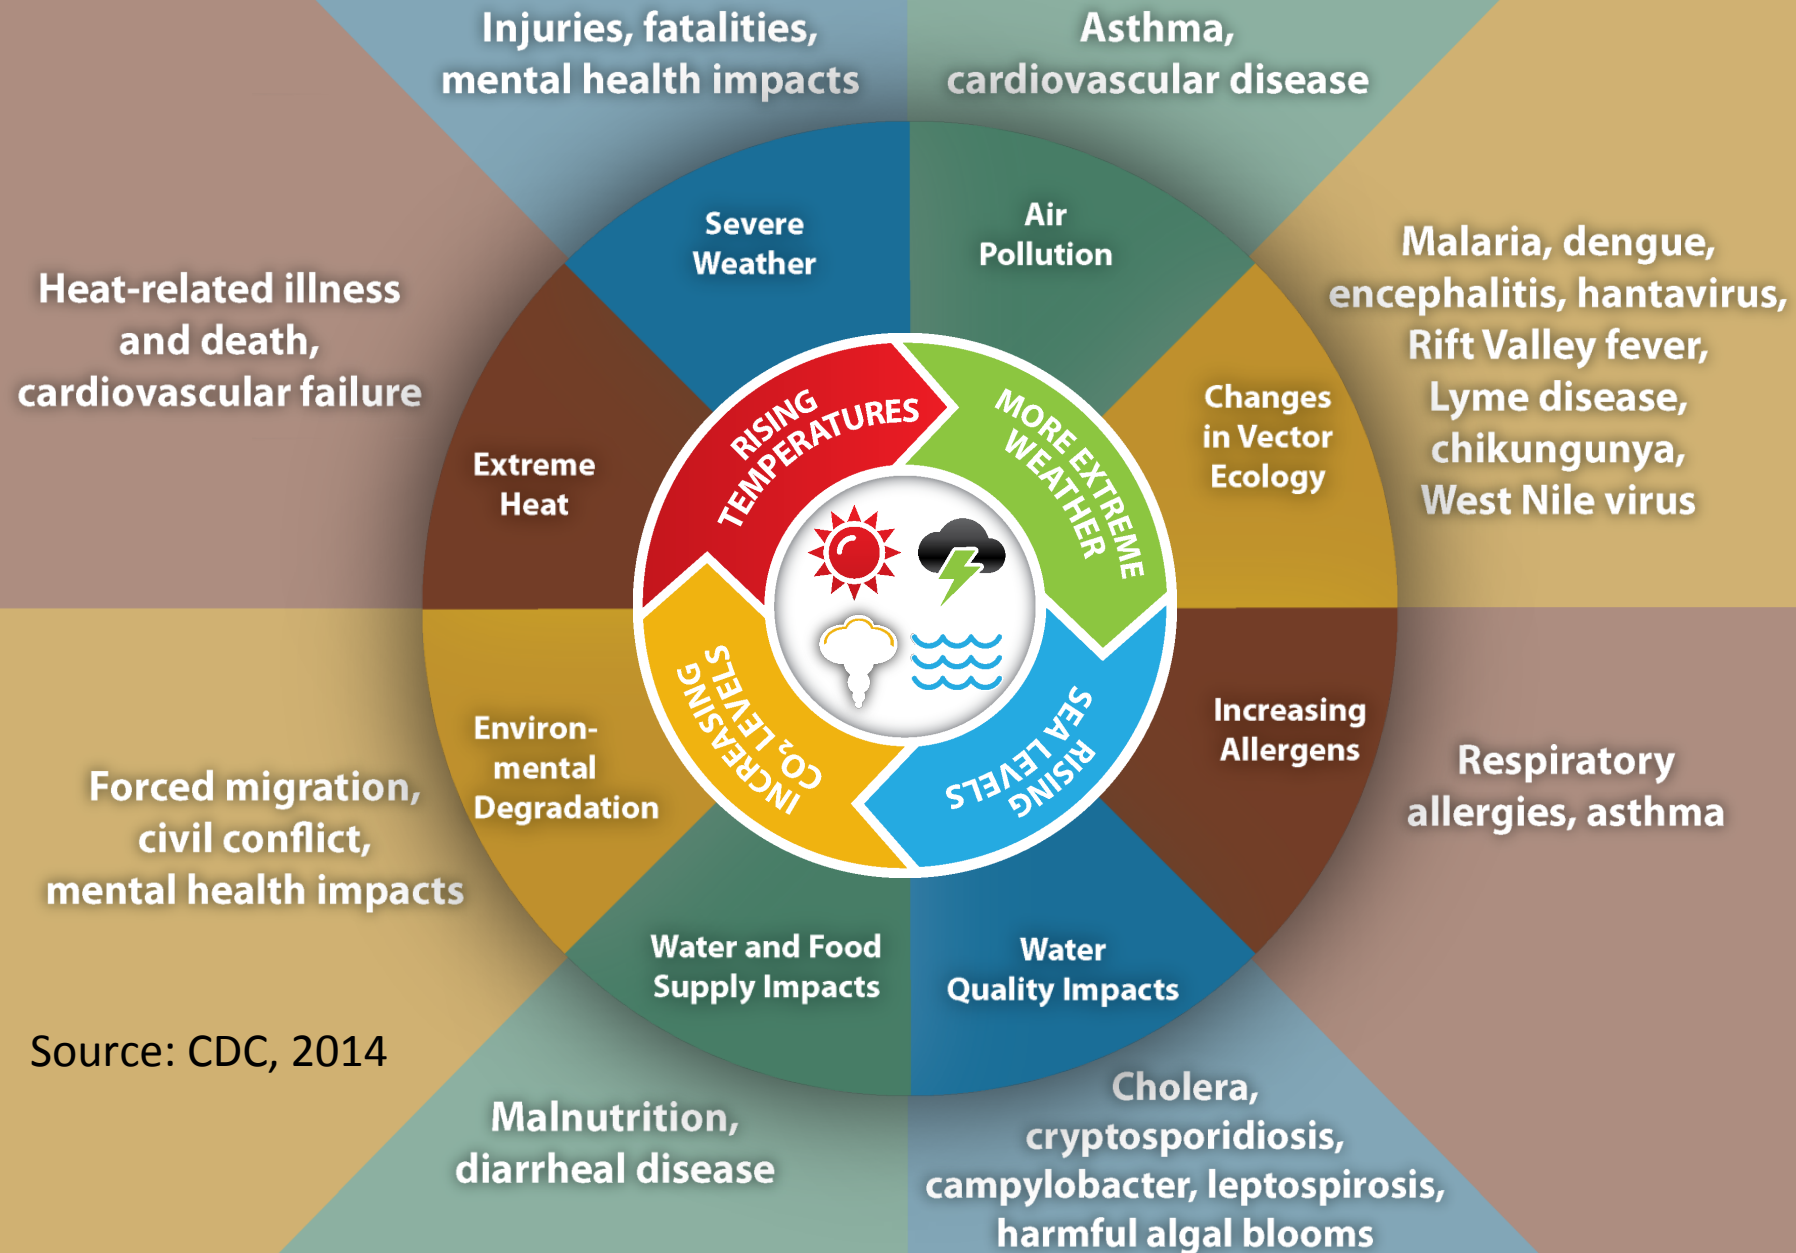 Injuries, fatalities,
mental health impacts
Asthma,
cardiovascular disease
Severe
Weather
Air
Pollution
Heat-related illness
and death,
cardiovascular failure
Malaria, dengue,
encephalitis, hantavirus,
Rift Valley fever,
Lyme disease,
chikungunya,
West Nile virus
Extreme
Heat
Changes
in Vector
Ecology
RISING
TEMPERATURES
MORE EXTREME
WEATHER
INCREASING
CO₂ LEVELS
RISING
SEA LEVELS
Environ-
mental
Degradation
Increasing
Allergens
Forced migration,
civil conflict,
mental health impacts
Respiratory
allergies, asthma
Water and Food
Supply Impacts
Water
Quality Impacts
Source: CDC, 2014
Malnutrition,
diarrheal disease
Cholera,
cryptosporidiosis,
campylobacter, leptospirosis,
harmful algal blooms